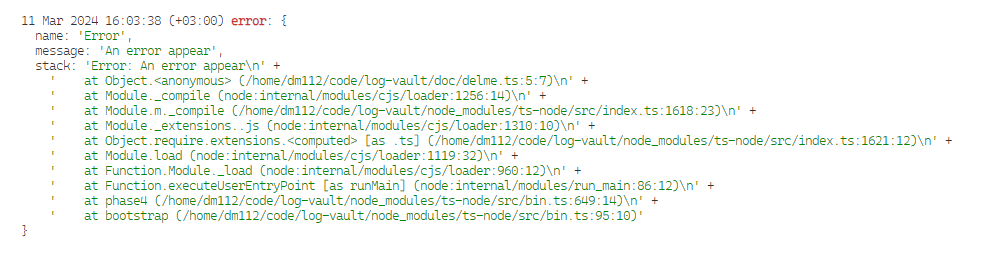 11 Mar 2024 16:03:38 (+03:00) error: {
  name: 'Error',
  message: 'An error appear',
  stack: 'Error: An error appear\n' +
    '    at Object.<anonymous> (/home/dm112/code/log-vault/doc/delme.ts:5:7)\n' +
    '    at Module._compile (node:internal/modules/cjs/loader:1256:14)\n' +
    '    at Module.m._compile (/home/dm112/code/log-vault/node_modules/ts-node/src/index.ts:1618:23)\n' +
    '    at Module._extensions..js (node:internal/modules/cjs/loader:1310:10)\n' +
    '    at Object.require.extensions.<computed> [as .ts] (/home/dm112/code/log-vault/node_modules/ts-node/src/index.ts:1621:12)\n' +
    '    at Module.load (node:internal/modules/cjs/loader:1119:32)\n' +
    '    at Function.Module._load (node:internal/modules/cjs/loader:960:12)\n' +
    '    at Function.executeUserEntryPoint [as runMain] (node:internal/modules/run_main:86:12)\n' +
    '    at phase4 (/home/dm112/code/log-vault/node_modules/ts-node/src/bin.ts:649:14)\n' +
    '    at bootstrap (/home/dm112/code/log-vault/node_modules/ts-node/src/bin.ts:95:10)'
}